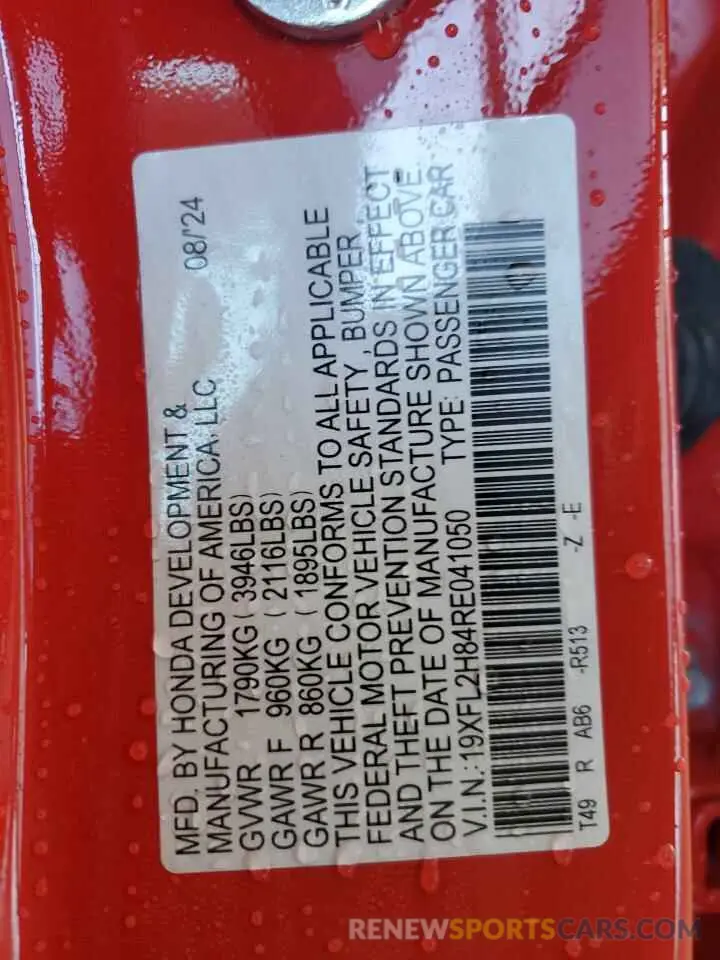 MFD. BY HONDA DEVELOPMENT &
MANUFACTURING OF AMERICA, LLC 08/'24
GVWR 1790KG ( 3946LBS)
GAWR F 960KG ( 2116LBS)
GAWR R 860KG ( 1895LBS)
THIS VEHICLE CONFORMS TO ALL APPLICABLE
FEDERAL MOTOR VEHICLE SAFETY, BUMPER,
AND THEFT PREVENTION STANDARDS IN EFFECT
ON THE DATE OF MANUFACTURE SHOWN ABOVE.
V.I.N.:19XFL2H84RE041050 TYPE: PASSENGER CAR
T49 R AB6 -R513 -Z -E
RENEWSPORTSCARS.COM